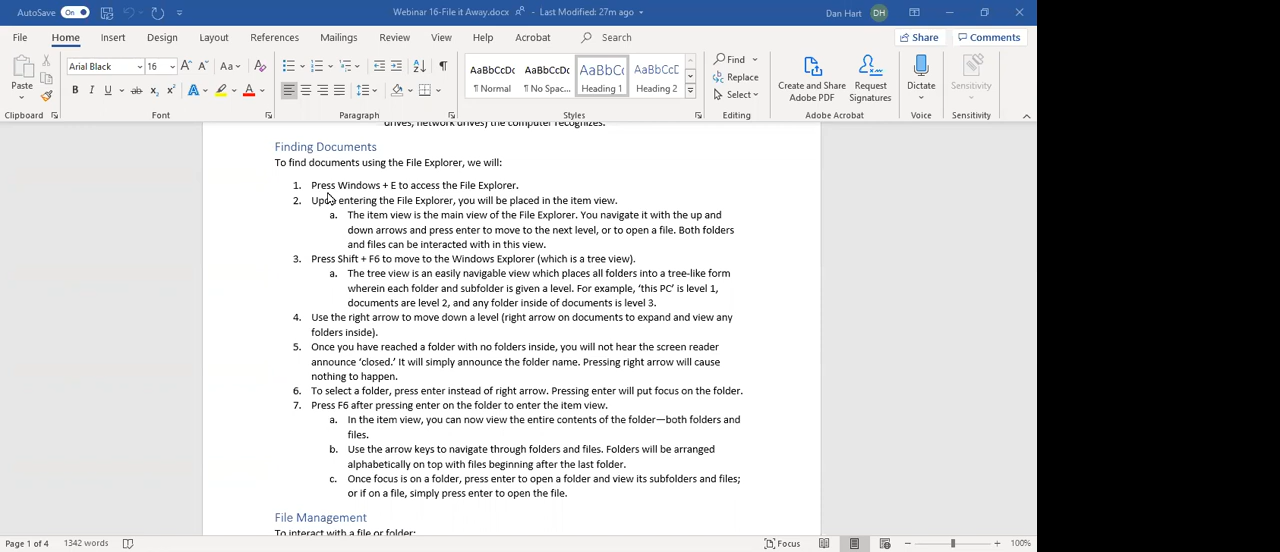 AutoSave On Webinar 16-File it Away.docx - Last Modified: 27m ago Dan Hart DH
File Home Insert Design Layout References Mailings Review View Help Acrobat Search Share Comments
Arial Black 16 A A Aa A ¶ AaBbCcDc AaBbCcDc AaBbCc AaBbCcD Find
Paste B I U ab x₂ x² A A ¶ Normal ¶ No Spac... Heading 1 Heading 2 Replace Create and Share Request Dictate Sensitivity
Select Adobe PDF Signatures
Clipboard Font Paragraph Styles Editing Adobe Acrobat Voice Sensitivity
drives, network drives) the computer recognizes.
Finding Documents
To find documents using the File Explorer, we will:
1. Press Windows + E to access the File Explorer.
2. Upon entering the File Explorer, you will be placed in the item view.
a. The item view is the main view of the File Explorer. You navigate it with the up and
down arrows and press enter to move to the next level, or to open a file. Both folders
and files can be interacted with in this view.
3. Press Shift + F6 to move to the Windows Explorer (which is a tree view).
a. The tree view is an easily navigable view which places all folders into a tree-like form
wherein each folder and subfolder is given a level. For example, ‘this PC’ is level 1,
documents are level 2, and any folder inside of documents is level 3.
4. Use the right arrow to move down a level (right arrow on documents to expand and view any
folders inside).
5. Once you have reached a folder with no folders inside, you will not hear the screen reader
announce ‘closed.’ It will simply announce the folder name. Pressing right arrow will cause
nothing to happen.
6. To select a folder, press enter instead of right arrow. Pressing enter will put focus on the folder.
7. Press F6 after pressing enter on the folder to enter the item view.
a. In the item view, you can now view the entire contents of the folder—both folders and
files.
b. Use the arrow keys to navigate through folders and files. Folders will be arranged
alphabetically on top with files beginning after the last folder.
c. Once focus is on a folder, press enter to open a folder and view its subfolders and files;
or if on a file, simply press enter to open the file.
File Management
To interact with a file or folder:
Page 1 of 4 1342 words Focus 100%